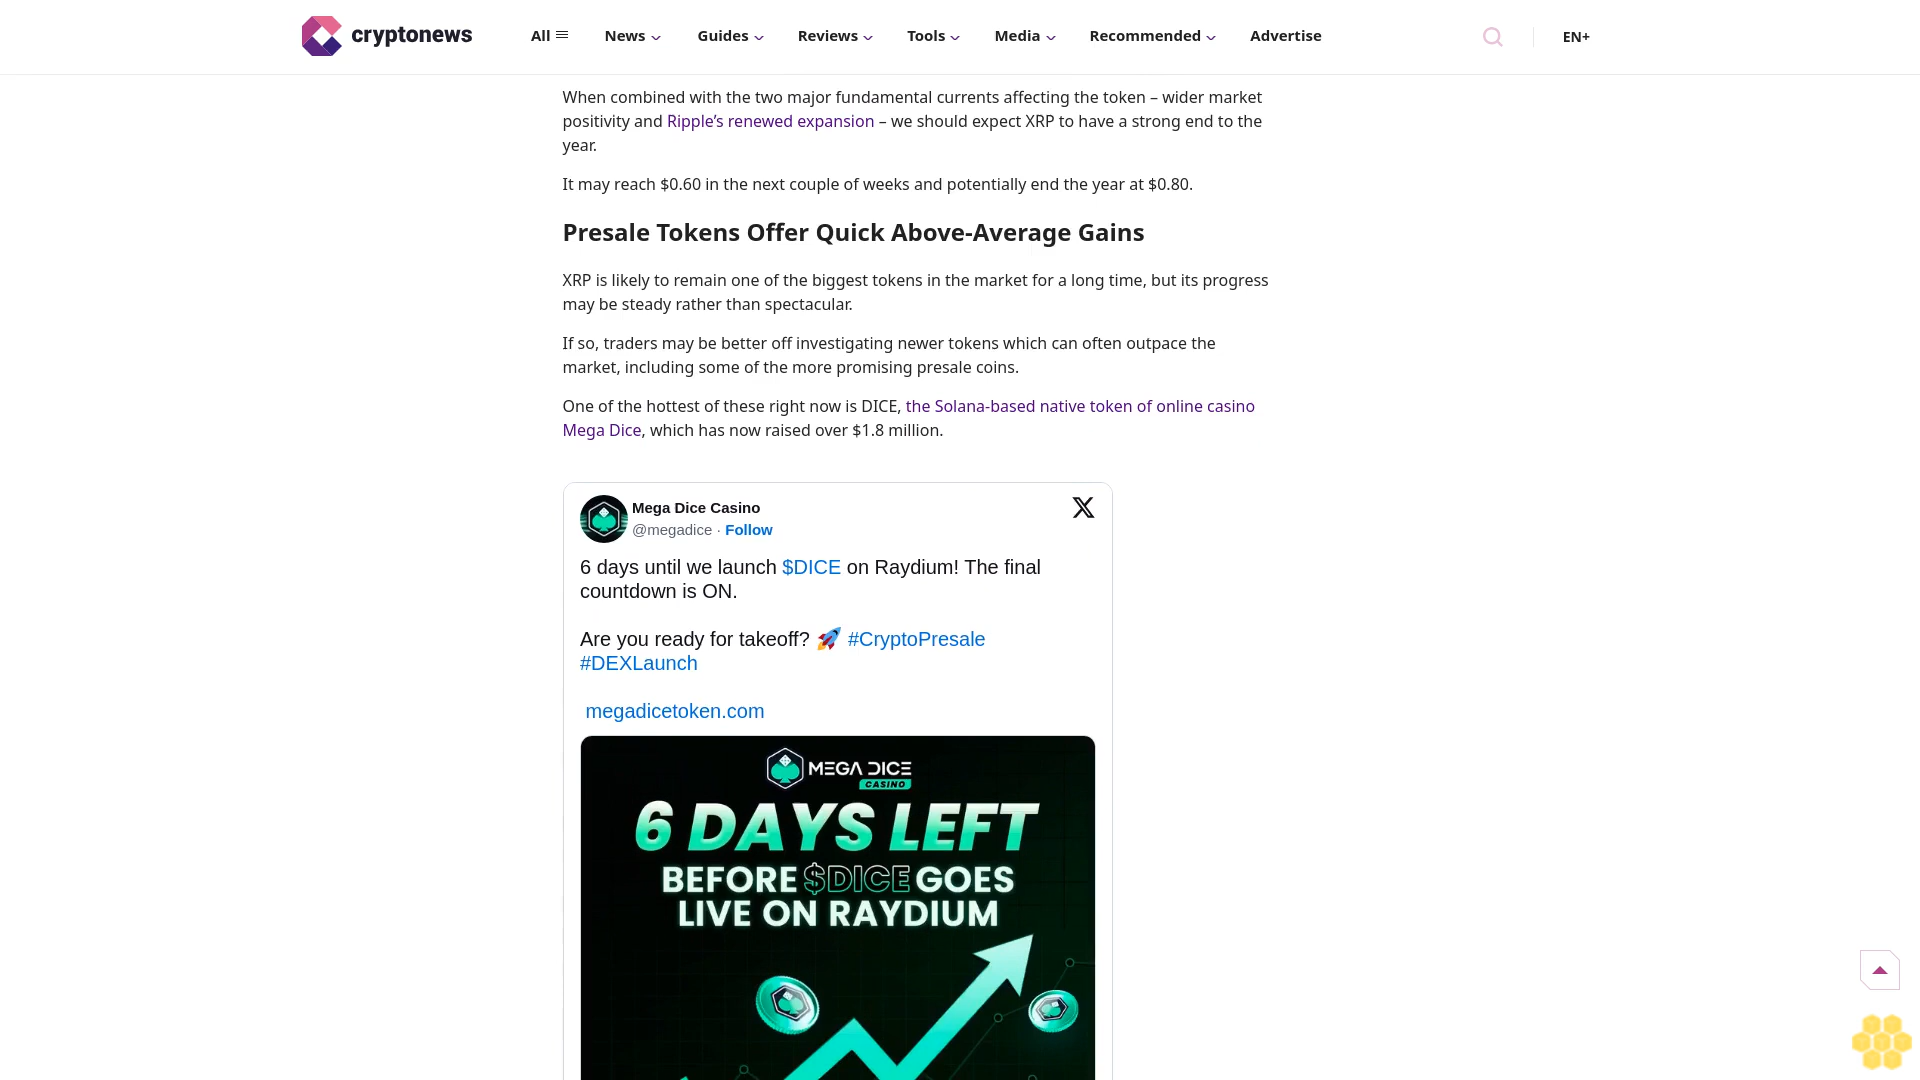 cryptonews All News Guides Reviews Tools Media Recommended Advertise EN+
When combined with the two major fundamental currents affecting the token – wider market
positivity and Ripple’s renewed expansion – we should expect XRP to have a strong end to the
year.
It may reach $0.60 in the next couple of weeks and potentially end the year at $0.80.
Presale Tokens Offer Quick Above-Average Gains
XRP is likely to remain one of the biggest tokens in the market for a long time, but its progress
may be steady rather than spectacular.
If so, traders may be better off investigating newer tokens which can often outpace the
market, including some of the more promising presale coins.
One of the hottest of these right now is DICE, the Solana-based native token of online casino
Mega Dice, which has now raised over $1.8 million.
Mega Dice Casino
@megadice · Follow
6 days until we launch $DICE on Raydium! The final
countdown is ON.
Are you ready for takeoff? 🚀 #CryptoPresale
#DEXLaunch
megadicetoken.com
MEGA DICE
CASINO
6 DAYS LEFT
BEFORE $DICE GOES
LIVE ON RAYDIUM